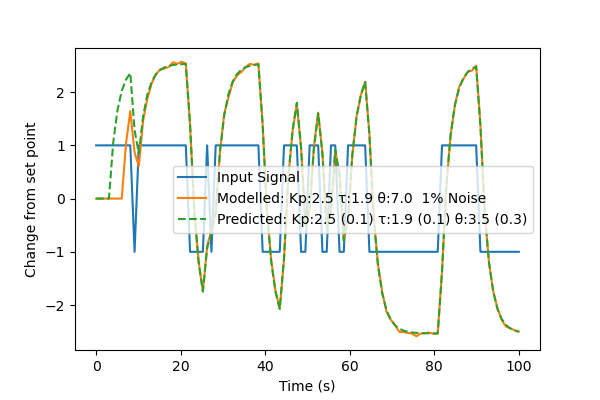 Change from set point
2
1
0
−1
−2
Input Signal
Modelled: Kp:2.5 τ:1.9 θ:7.0  1% Noise
Predicted: Kp:2.5 (0.1) τ:1.9 (0.1) θ:3.5 (0.3)
0 20 40 60 80 100
Time (s)